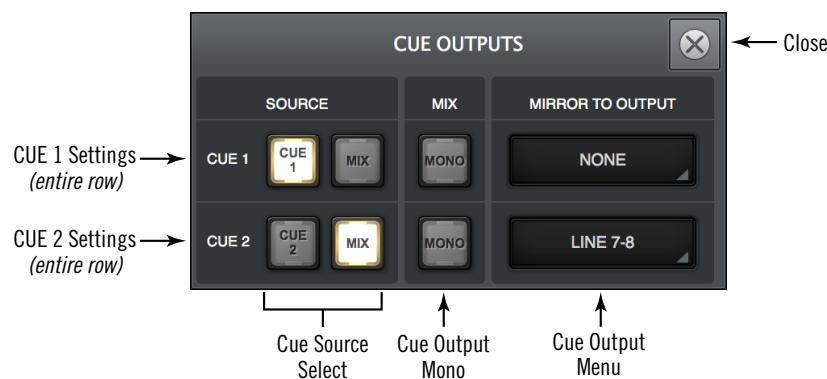 CUE OUTPUTS
Close
SOURCE
MIX
MIRROR TO OUTPUT
CUE 1 Settings
(entire row)
CUE 1
CUE
1
MIX
MONO
NONE
CUE 2 Settings
(entire row)
CUE 2
CUE
2
MIX
MONO
LINE 7-8
Cue Source
Select
Cue Output
Mono
Cue Output
Menu